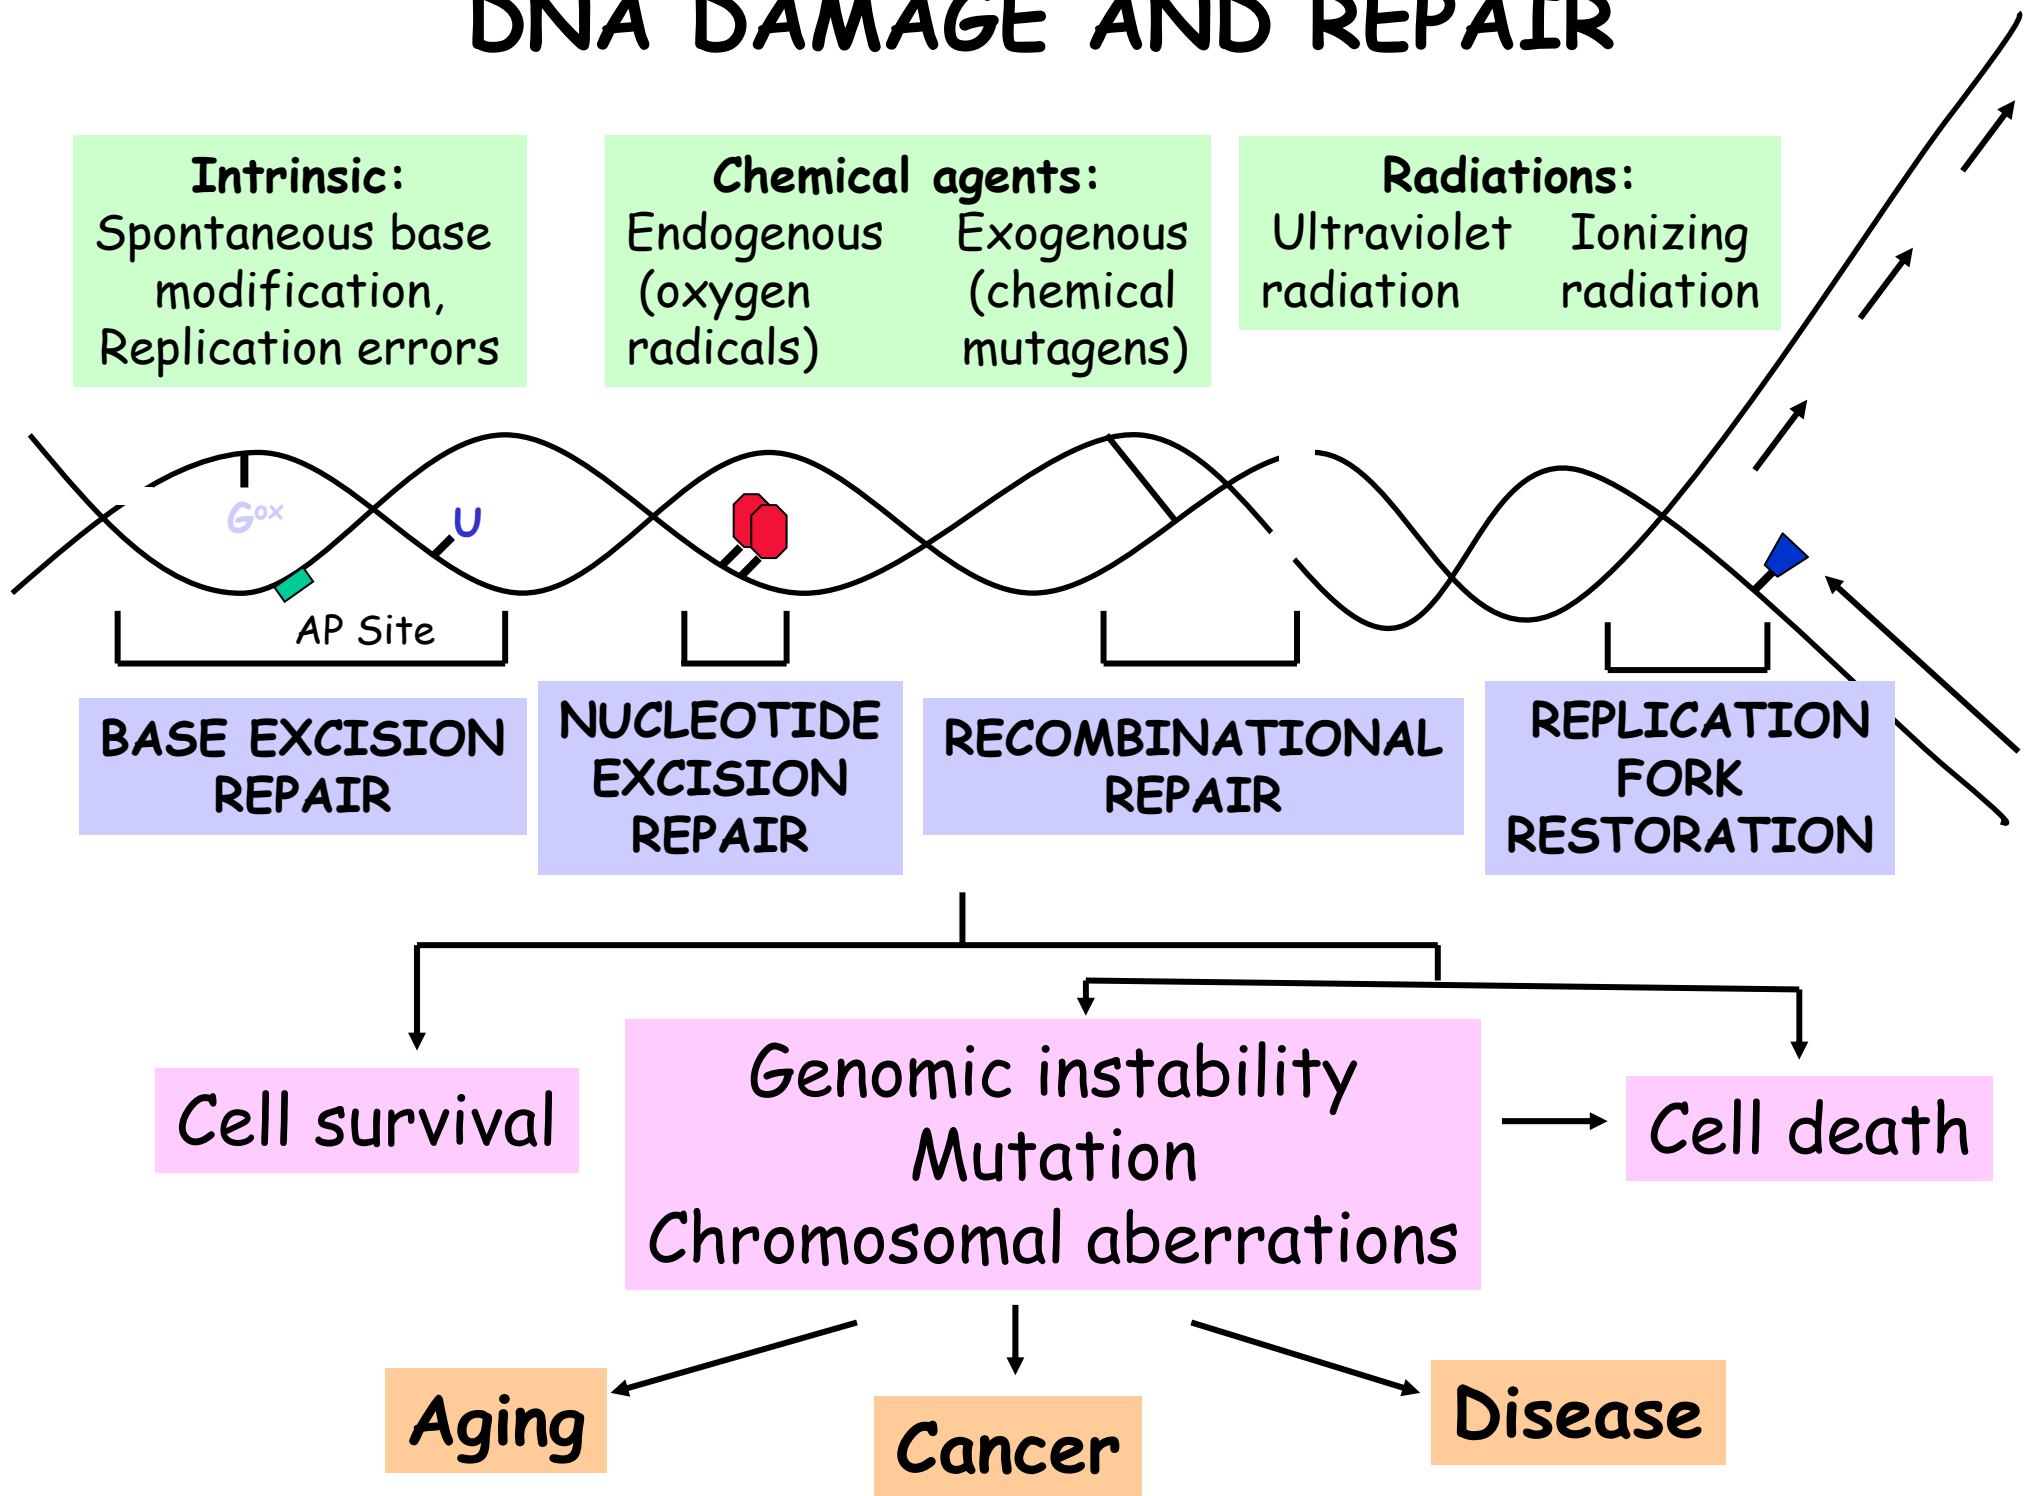 DNA DAMAGE AND REPAIR
Intrinsic:
Spontaneous base
modification,
Replication errors
Chemical agents:
Endogenous Exogenous
(oxygen (chemical
radicals) mutagens)
Radiations:
Ultraviolet Ionizing
radiation radiation
Gox
U
AP Site
BASE EXCISION
REPAIR
NUCLEOTIDE
EXCISION
REPAIR
RECOMBINATIONAL
REPAIR
REPLICATION
FORK
RESTORATION
Cell survival
Genomic instability
Mutation
Chromosomal aberrations
Cell death
Aging
Cancer
Disease